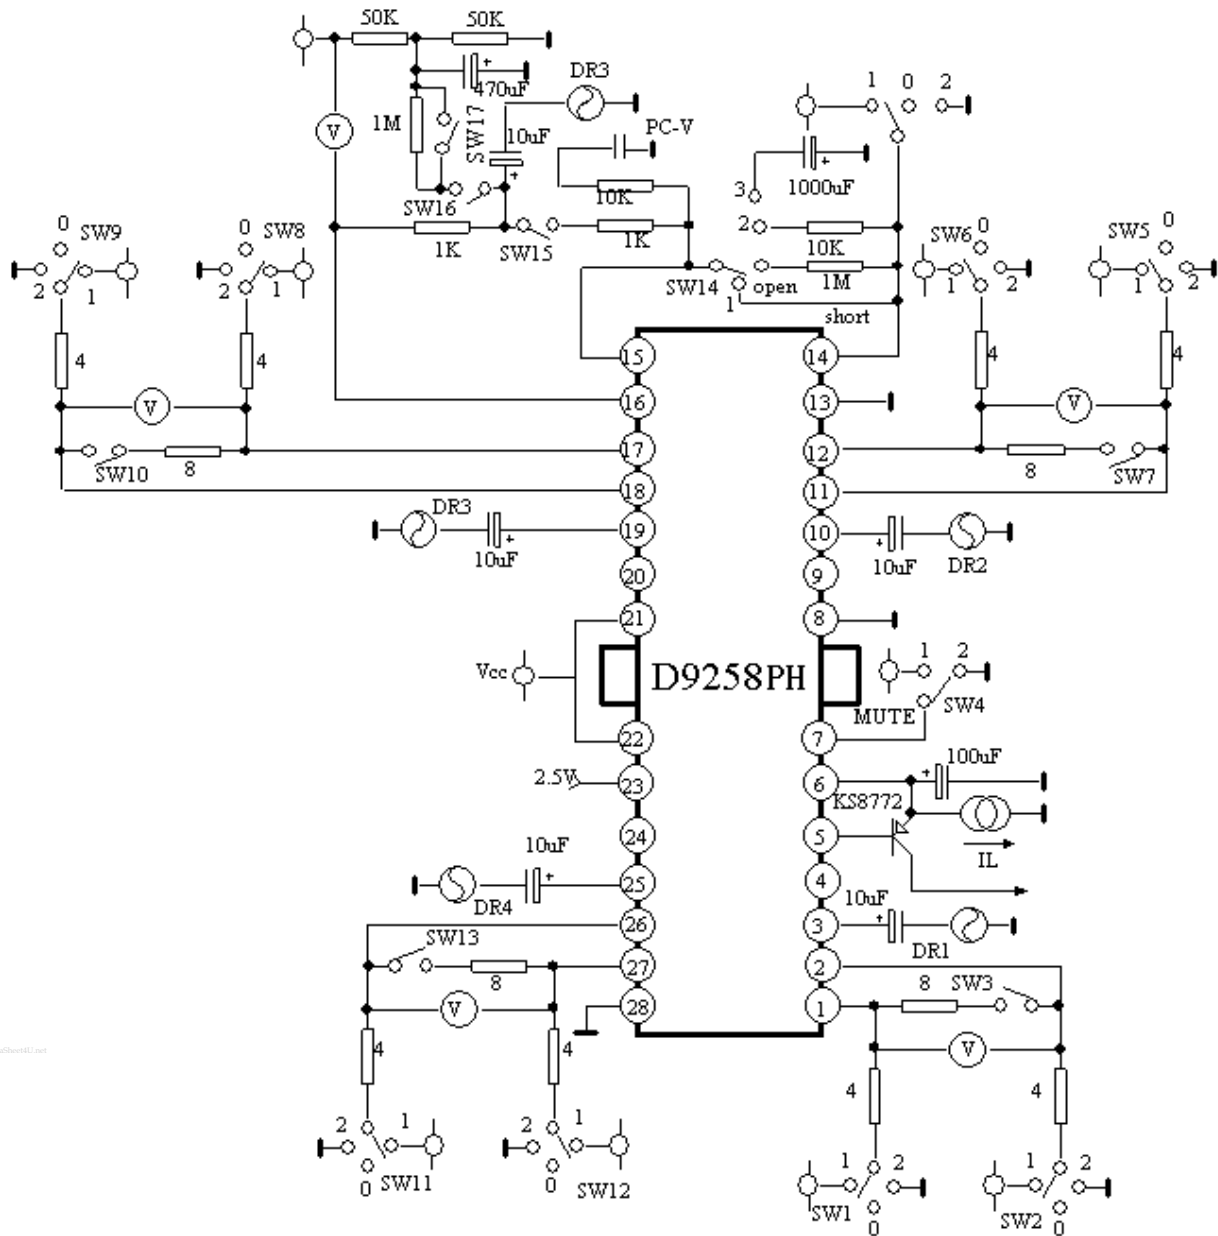 50K 50K
DR3
470uF
1M
SW17
10uF
PC-V
1 0 2
1000uF
10K
3
SW16
2
1K
SW15
1K
10K
0 SW9
0 SW8
SW6 0
SW5 0
SW14
open
1M
2 1
2 1
1
short
1 2
1 2
4
4
15
14
4
4
V
V
V
16
13
17
12
SW10
8
8
SW7
18
11
DR3
19
10
10uF
10uF
DR2
20
9
21
8
1 2
Vcc
D9258PH
MUTE
SW4
22
7
100uF
2.5V
23
6
KS8772
24
5
IL
10uF
25
4
DR4
10uF
26
3
SW13
DR1
27
2
8
8
SW3
28
1
V
V
4
4
4
4
2 1
2 1
0
SW11
0
SW12
1 2
1 2
SW1
0
SW2
0